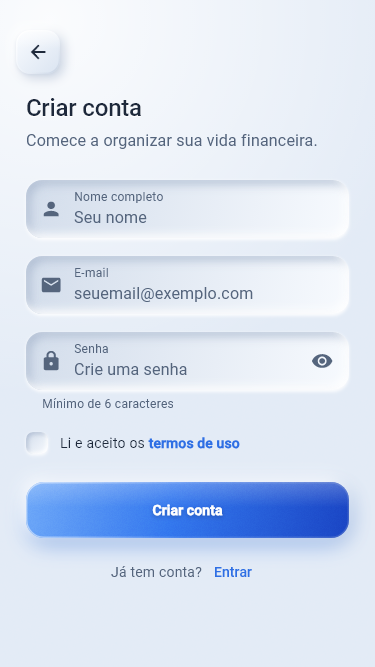 Criar conta
Comece a organizar sua vida financeira.
Nome completo
Seu nome
E-mail
seuemail@exemplo.com
Senha
Crie uma senha
Mínimo de 6 caracteres
Li e aceito os termos de uso
Criar conta
Já tem conta? Entrar